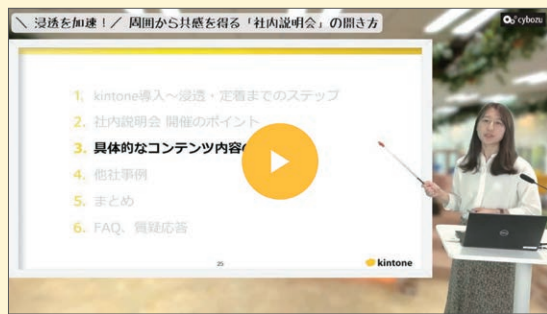 ＼ 浸透を加速！／ 周囲から共感を得る「社内説明会」の開き方
cybozu
1. kintone導入～浸透・定着までのステップ
2. 社内説明会 開催のポイント
3. 具体的なコンテンツ内容
4. 他社事例
5. まとめ
6. FAQ、質疑応答
25
kintone